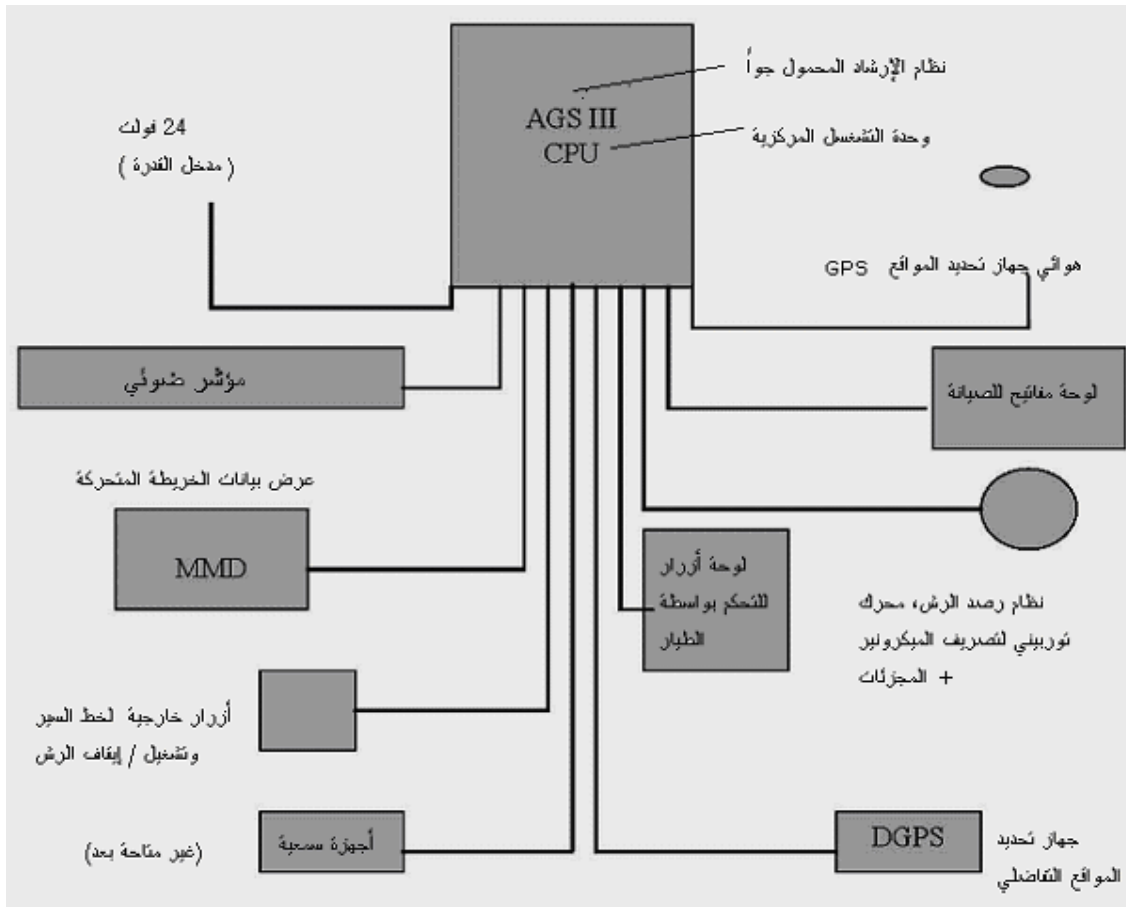 نظام الإرشاد المحمول جواً
AGS III
CPU
وحدة التشغسل المركزية
24 فولت
( مدخل القدرة )
هوائي جهاز تحديد المواقع GPS
مؤشر ضوئي
لوحة مفاتيح للصيانة
عرض بيانات الخريطة المتحركة
MMD
لوحة أزرار
للتحكم بواسطة
الطيار
نظام رصد الرش، محرك
توربيني لتصريف الميكرونير
+ المجزئات
أزرار خارجية لخط السير
وتشغيل / إيقاف الرش
أجهزة سمعية
(غير متاحة بعد)
DGPS
جهاز تحديد
المواقع التفاضلي